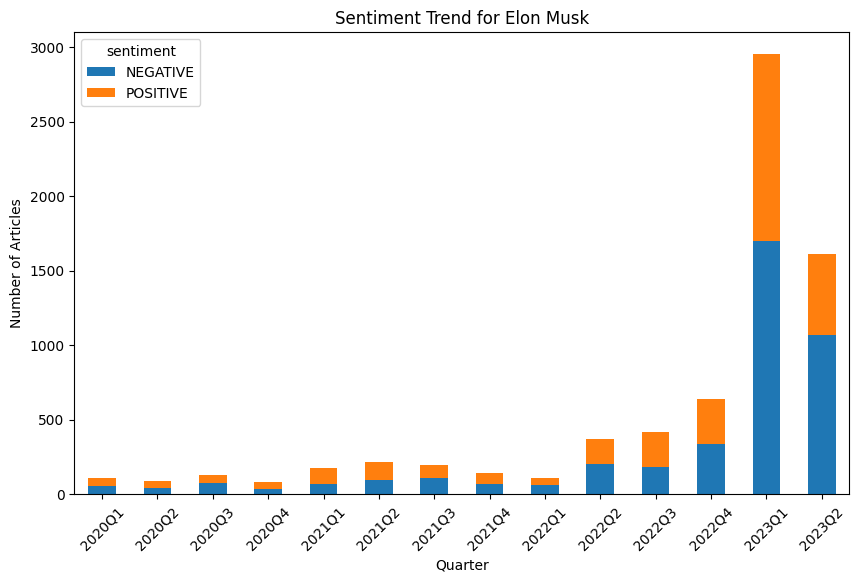 Sentiment Trend for Elon Musk
sentiment
NEGATIVE
POSITIVE
Number of Articles
3000
2500
2000
1500
1000
500
0
2020Q1
2020Q2
2020Q3
2020Q4
2021Q1
2021Q2
2021Q3
2021Q4
2022Q1
2022Q2
2022Q3
2022Q4
2023Q1
2023Q2
Quarter